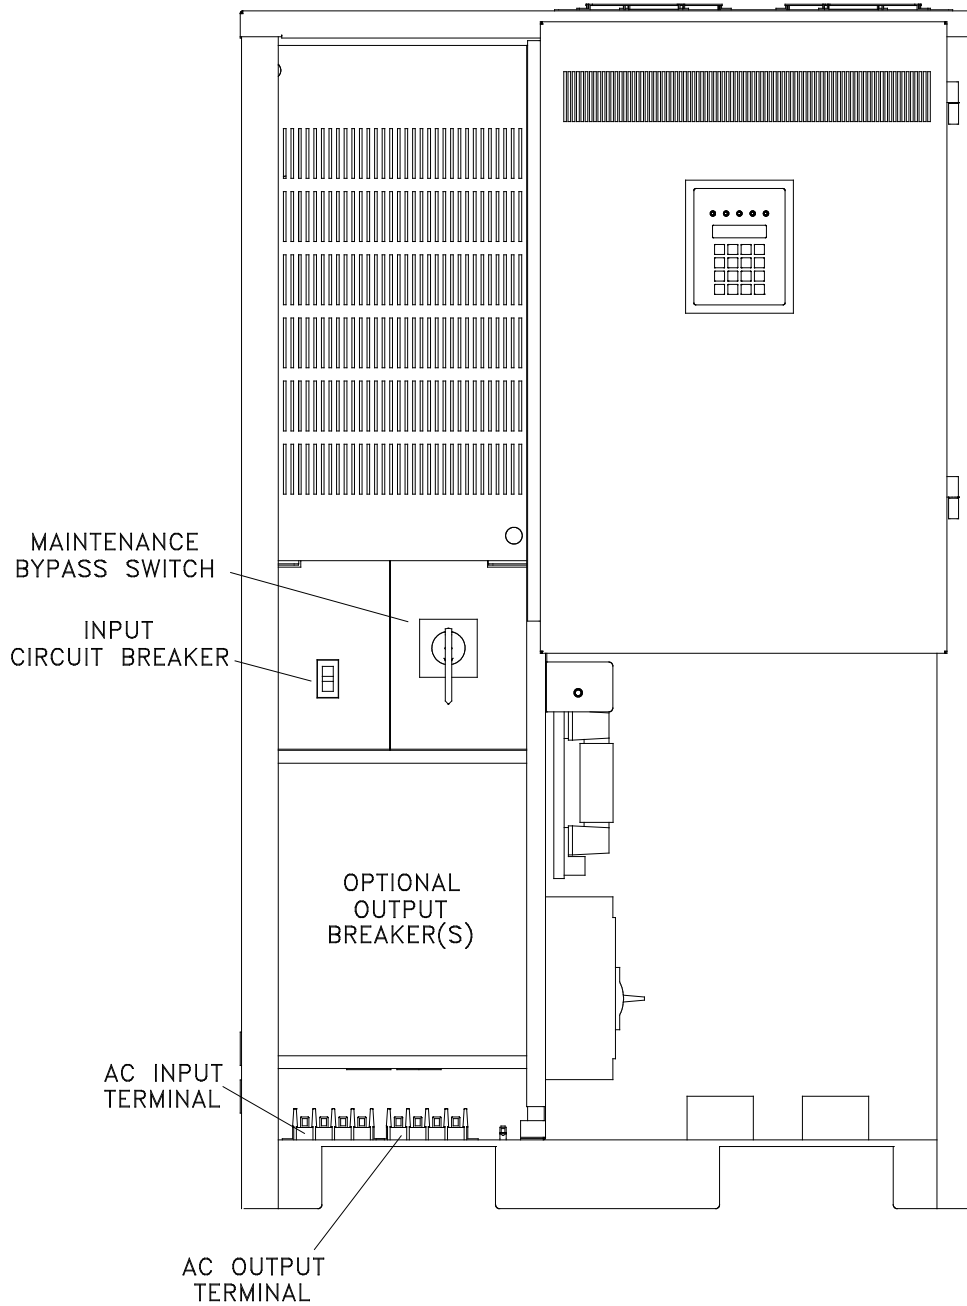 MAINTENANCE
BYPASS SWITCH
INPUT
CIRCUIT BREAKER
OPTIONAL
OUTPUT
BREAKER(S)
AC INPUT
TERMINAL
AC OUTPUT
TERMINAL